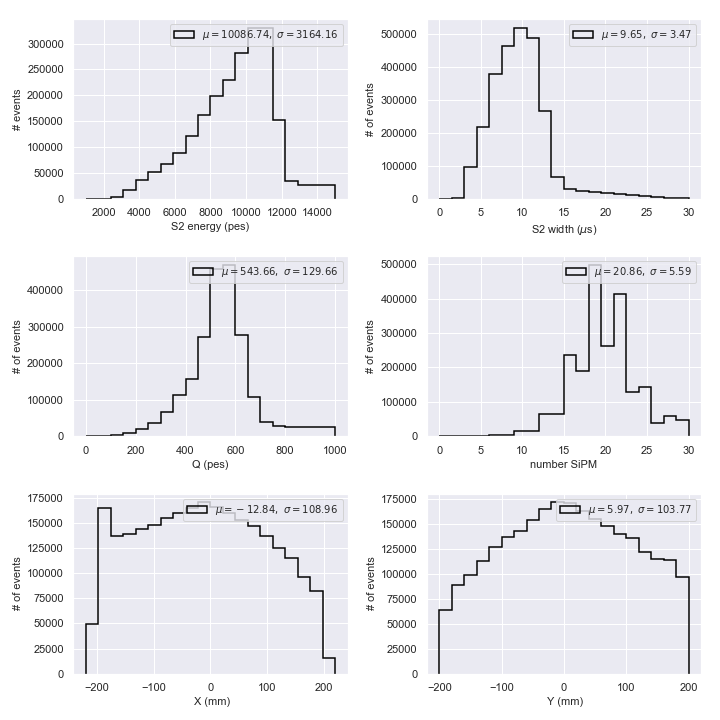 μ = 10086.74, σ = 3164.16
300000
250000
200000
150000
100000
50000
0
# events
2000 4000 6000 8000 10000 12000 14000
S2 energy (pes)
μ = 9.65, σ = 3.47
500000
400000
300000
200000
100000
0
# of events
0 5 10 15 20 25 30
S2 width (μs)
μ = 543.66, σ = 129.66
400000
300000
200000
100000
0
# of events
0 200 400 600 800 1000
Q (pes)
μ = 20.86, σ = 5.59
500000
400000
300000
200000
100000
0
# of events
0 5 10 15 20 25 30
number SiPM
μ = −12.84, σ = 108.96
175000
150000
125000
100000
75000
50000
25000
0
# of events
−200 −100 0 100 200
X (mm)
μ = 5.97, σ = 103.77
175000
150000
125000
100000
75000
50000
25000
0
# of events
−200 −100 0 100 200
Y (mm)